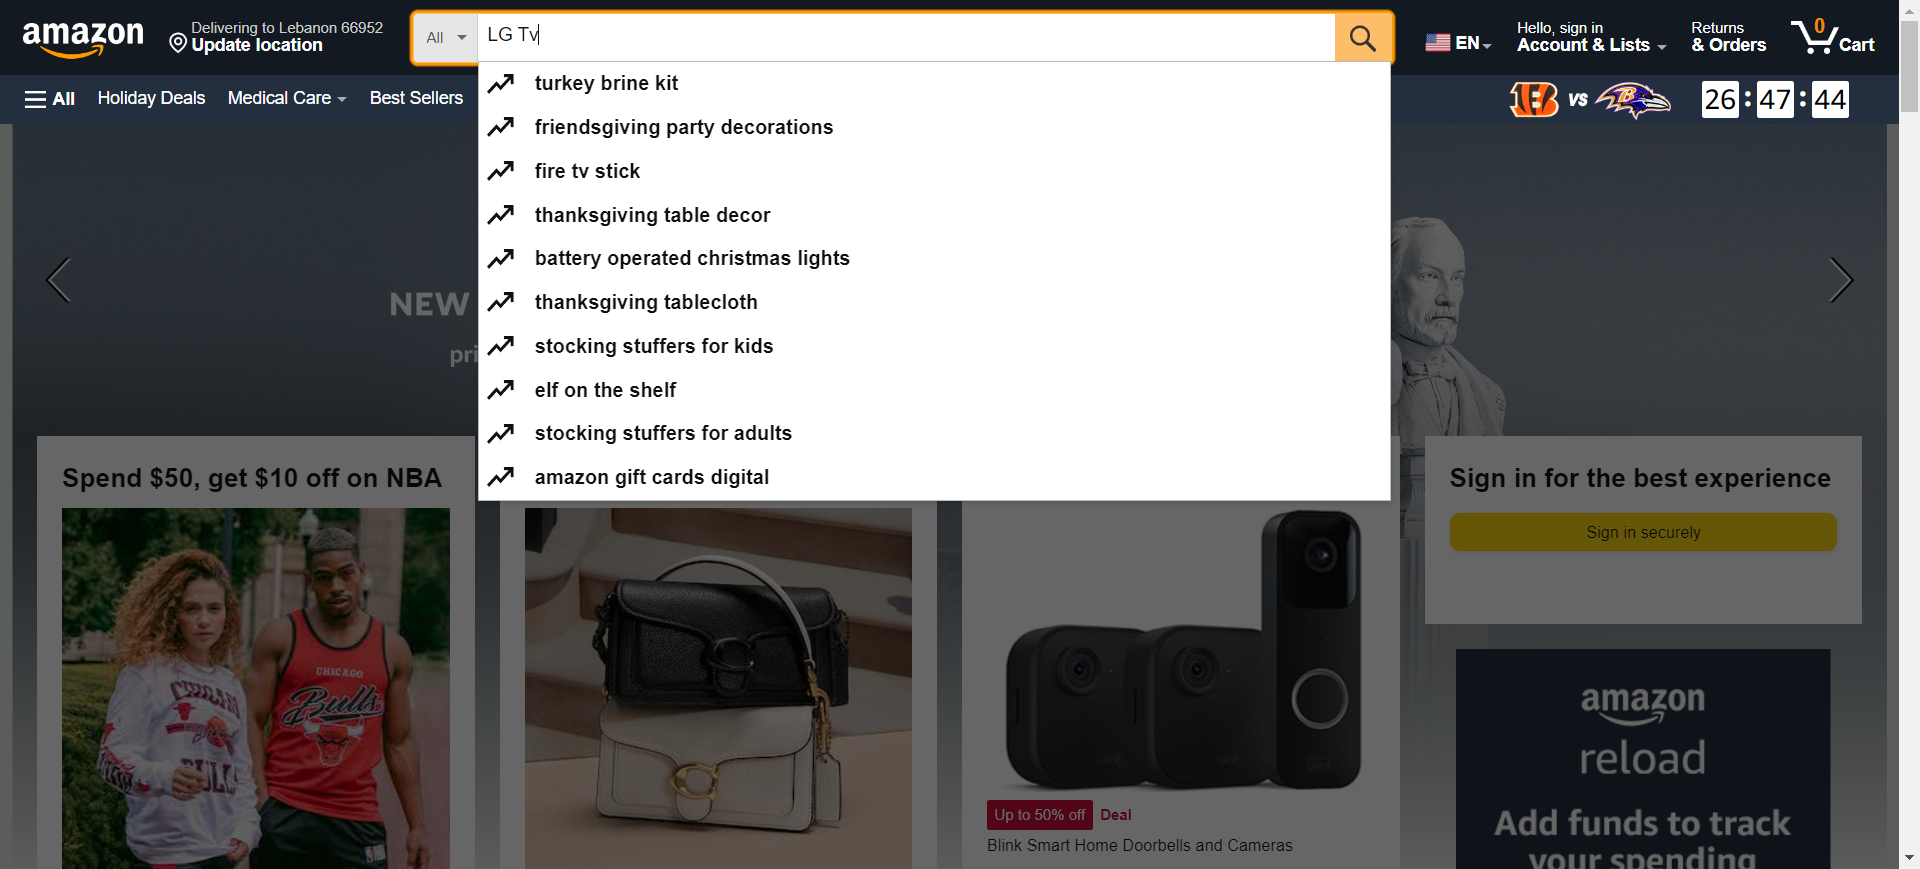 amazon
Delivering to Lebanon 66952
Update location
All
LG Tv
EN
Hello, sign in
Account & Lists
Returns
& Orders
0
Cart
All
Holiday Deals
Medical Care
Best Sellers
VS
26:47:44
turkey brine kit
friendsgiving party decorations
fire tv stick
thanksgiving table decor
battery operated christmas lights
thanksgiving tablecloth
stocking stuffers for kids
elf on the shelf
stocking stuffers for adults
amazon gift cards digital
NEW
pri
Spend $50, get $10 off on NBA
CHICAGO
Bulls
Up to 50% off
Deal
Blink Smart Home Doorbells and Cameras
Sign in for the best experience
Sign in securely
amazon
reload
Add funds to track
your spending